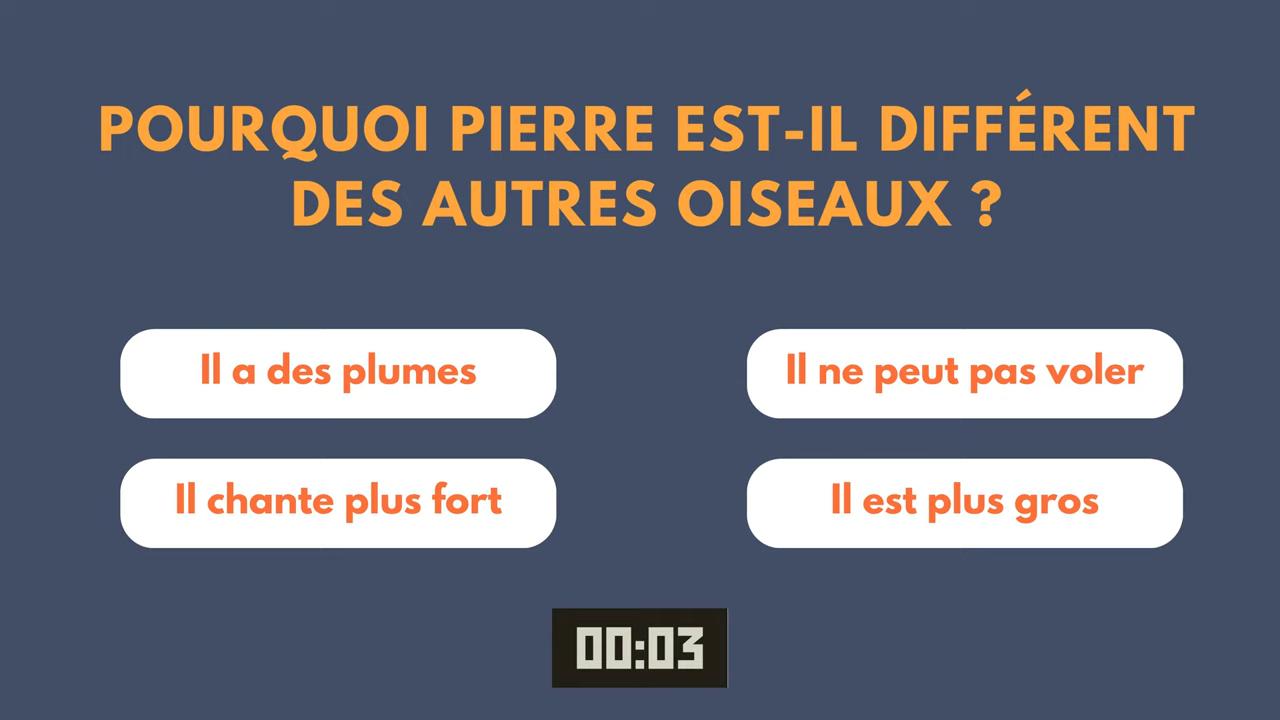 POURQUOI PIERRE EST-IL DIFFÉRENT
DES AUTRES OISEAUX ?
Il a des plumes
Il ne peut pas voler
Il chante plus fort
Il est plus gros
00:03